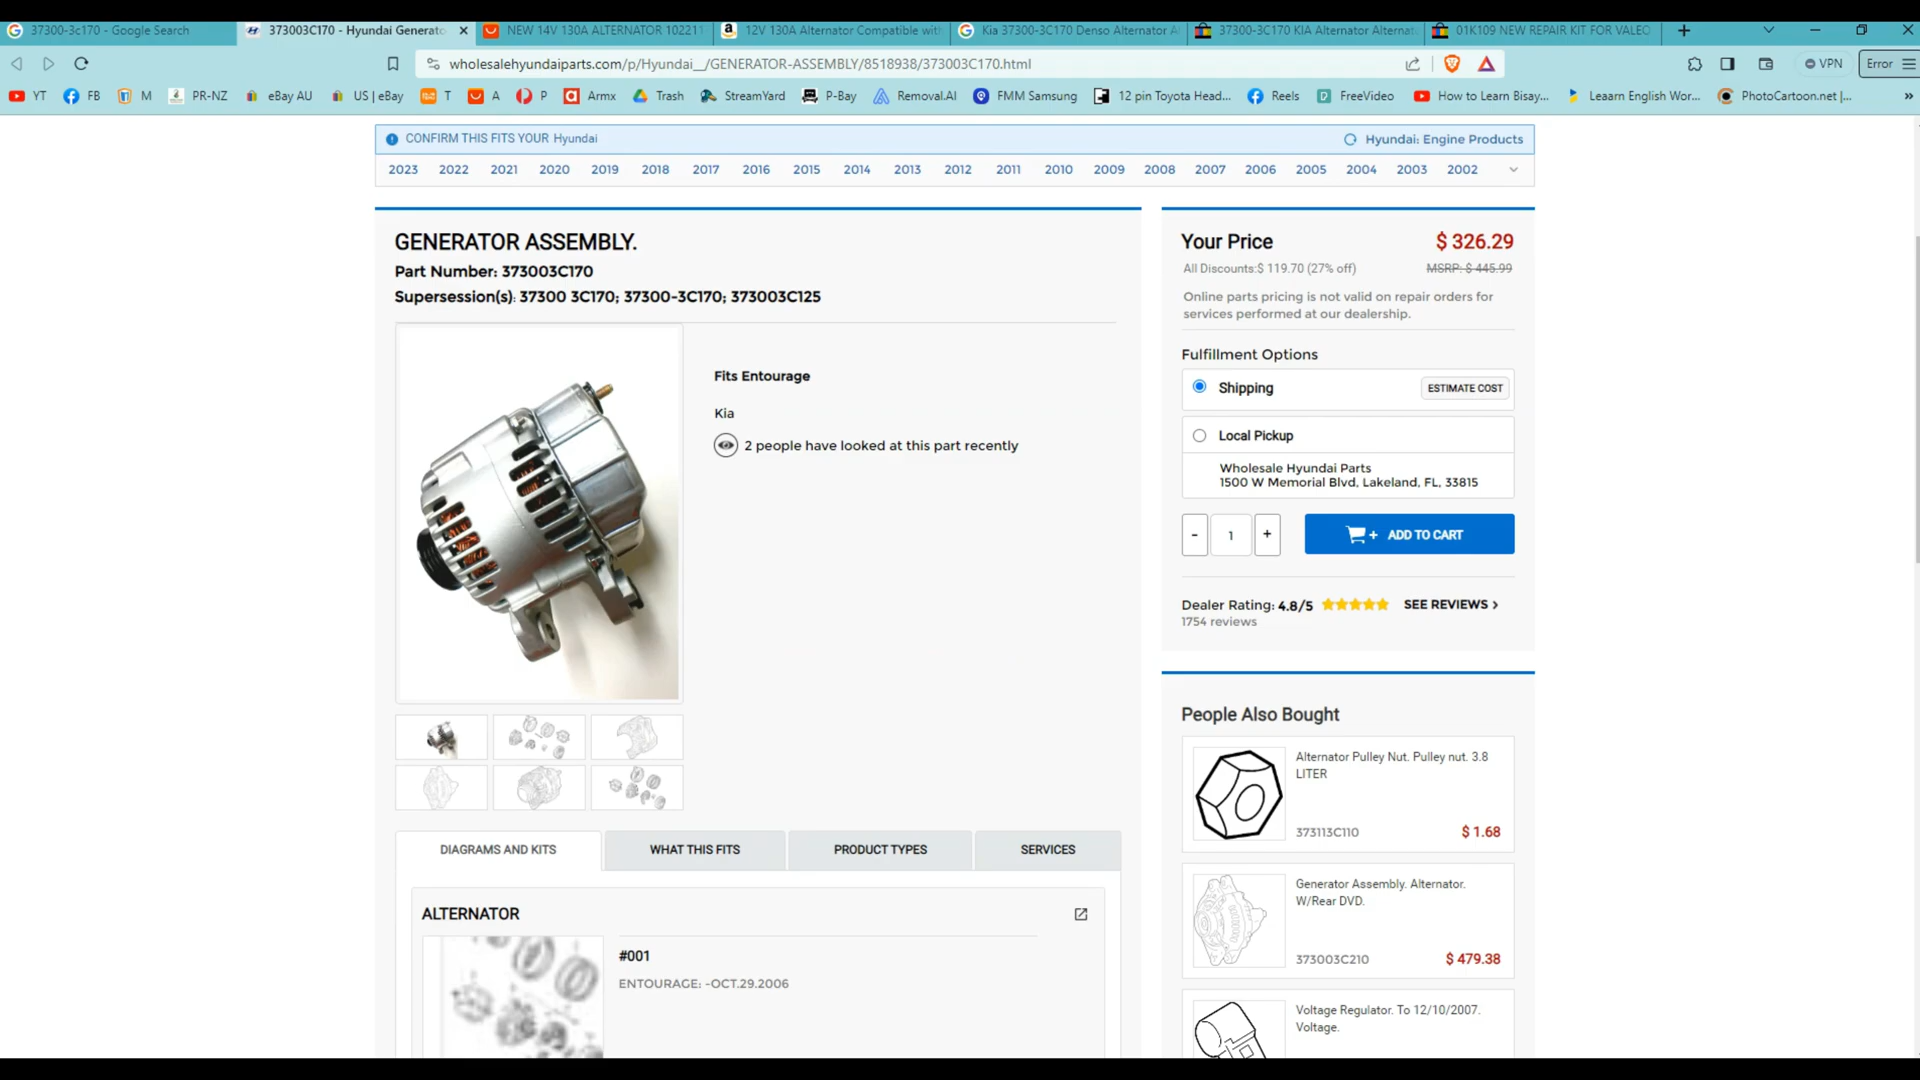 37300-3c170 - Google Search
373003C170 - Hyundai Generato
NEW 14V 130A ALTERNATOR 10221
12V 130A Alternator Compatible with
Kia 37300-3C170 Denso Alternator A
37300-3C170 KIA Alternator Alternat
01K109 NEW REPAIR KIT FOR VALEO
wholesalehyundaiparts.com/p/Hyundai__/GENERATOR-ASSEMBLY/8518938/373003C170.html
VPN
Error
YT
FB
M
PR-NZ
eBay AU
US | eBay
T
A
P
Armx
Trash
StreamYard
P-Bay
Removal.AI
FMM Samsung
12 pin Toyota Head...
Reels
FreeVideo
How to Learn Bisay...
Leaarn English Wor...
PhotoCartoon.net |...
CONFIRM THIS FITS YOUR Hyundai
Hyundai: Engine Products
2023 2022 2021 2020 2019 2018 2017 2016 2015 2014 2013 2012 2011 2010 2009 2008 2007 2006 2005 2004 2003 2002
GENERATOR ASSEMBLY.
Part Number: 373003C170
Supersession(s): 37300 3C170; 37300-3C170; 373003C125
Fits Entourage
Kia
2 people have looked at this part recently
DIAGRAMS AND KITS
WHAT THIS FITS
PRODUCT TYPES
SERVICES
ALTERNATOR
#001
ENTOURAGE: -OCT.29.2006
Your Price
$ 326.29
All Discounts:$ 119.70 (27% off)
MSRP: $ 445.99
Online parts pricing is not valid on repair orders for
services performed at our dealership.
Fulfillment Options
Shipping
ESTIMATE COST
Local Pickup
Wholesale Hyundai Parts
1500 W Memorial Blvd, Lakeland, FL, 33815
- 1 +
+ ADD TO CART
Dealer Rating: 4.8/5
SEE REVIEWS >
1754 reviews
People Also Bought
Alternator Pulley Nut. Pulley nut. 3.8
LITER
373113C110
$ 1.68
Generator Assembly. Alternator.
W/Rear DVD.
373003C210
$ 479.38
Voltage Regulator. To 12/10/2007.
Voltage.